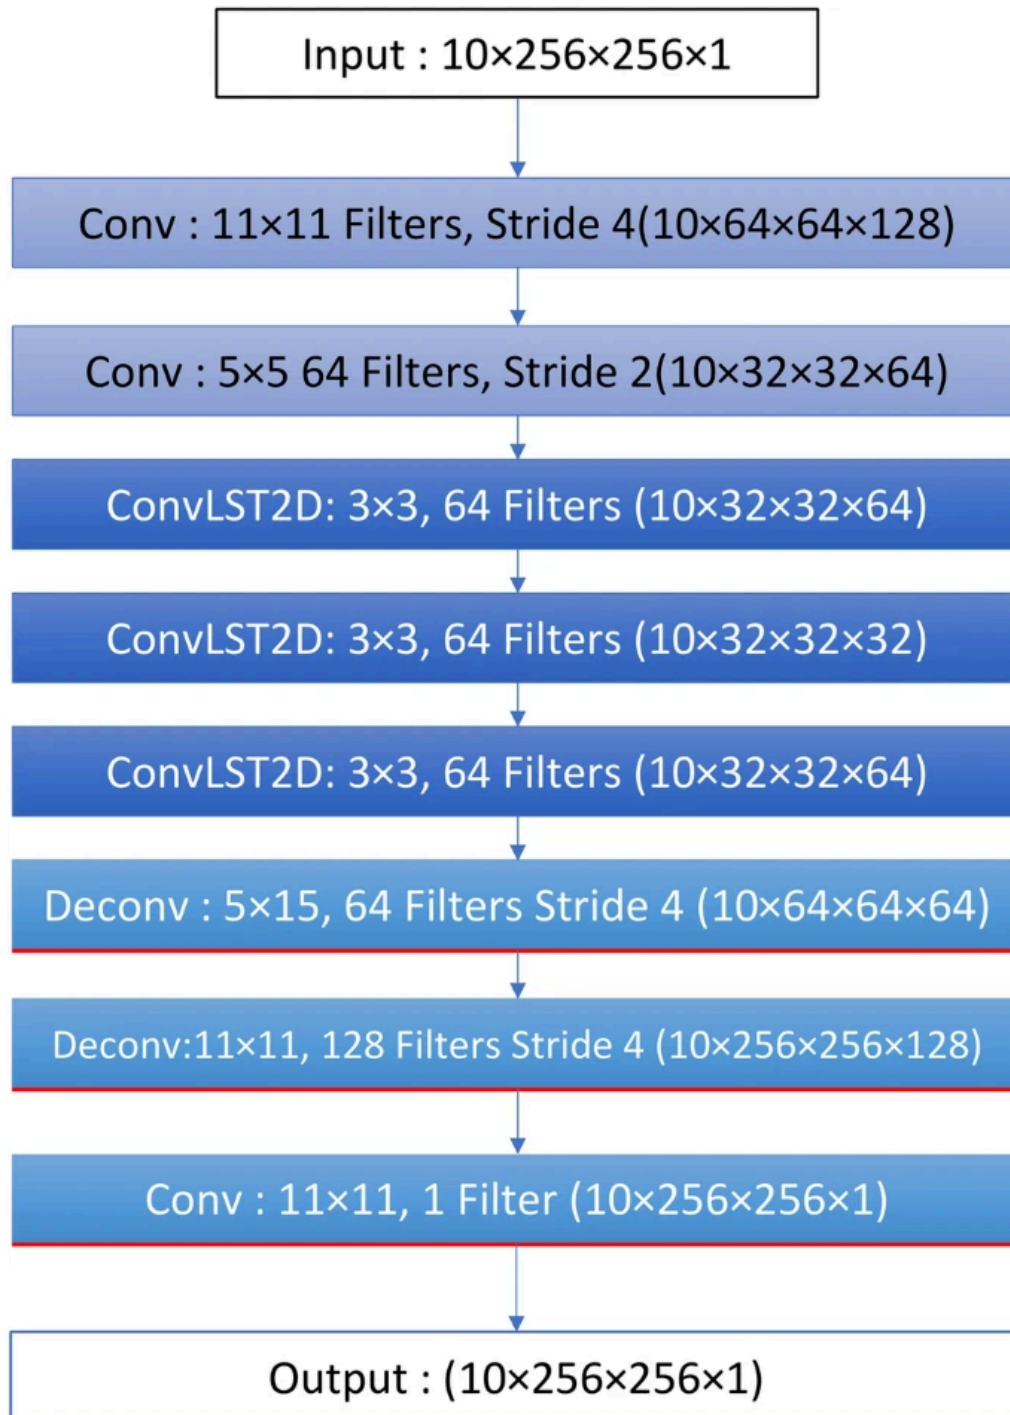 Input : 10×256×256×1
Conv : 11×11 Filters, Stride 4(10×64×64×128)
Conv : 5×5 64 Filters, Stride 2(10×32×32×64)
ConvLST2D: 3×3, 64 Filters (10×32×32×64)
ConvLST2D: 3×3, 64 Filters (10×32×32×32)
ConvLST2D: 3×3, 64 Filters (10×32×32×64)
Deconv : 5×15, 64 Filters Stride 4 (10×64×64×64)
Deconv:11×11, 128 Filters Stride 4 (10×256×256×128)
Conv : 11×11, 1 Filter (10×256×256×1)
Output : (10×256×256×1)